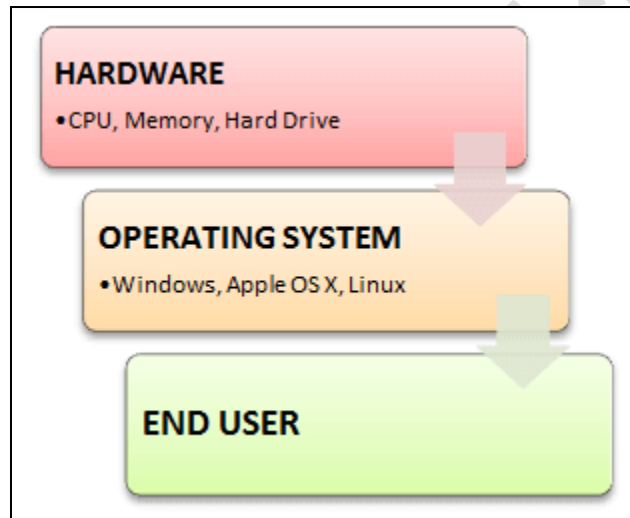 HARDWARE
•CPU, Memory, Hard Drive
OPERATING SYSTEM
•Windows, Apple OS X, Linux
END USER